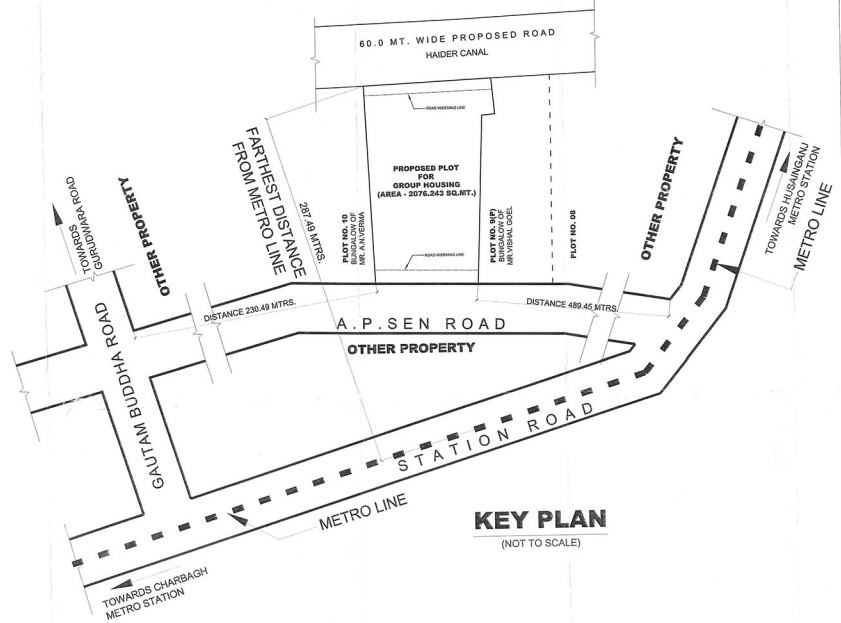 60.0 MT. WIDE PROPOSED ROAD
HAIDER CANAL
ROAD WIDENING LINE
PROPOSED PLOT
FOR
GROUP HOUSING
(AREA - 2076.243 SQ.MT.)
ROAD WIDENING LINE
FARTHEST DISTANCE
FROM METRO LINE
287.49 MTRS.
PLOT NO. 10
BUNGALOW OF
MR. A.N.VERMA
PLOT NO. 9(P)
BUNGALOW OF
MR.VISHAL GOEL
PLOT NO. 08
OTHER PROPERTY
TOWARDS HUSAINGANJ
METRO STATION
METRO LINE
TOWARDS
GURUDWARA ROAD
OTHER PROPERTY
DISTANCE 230.49 MTRS.
DISTANCE 489.45 MTRS.
A.P.SEN ROAD
OTHER PROPERTY
GAUTAM BUDDHA ROAD
STATION ROAD
METRO LINE
KEY PLAN
(NOT TO SCALE)
TOWARDS CHARBAGH
METRO STATION